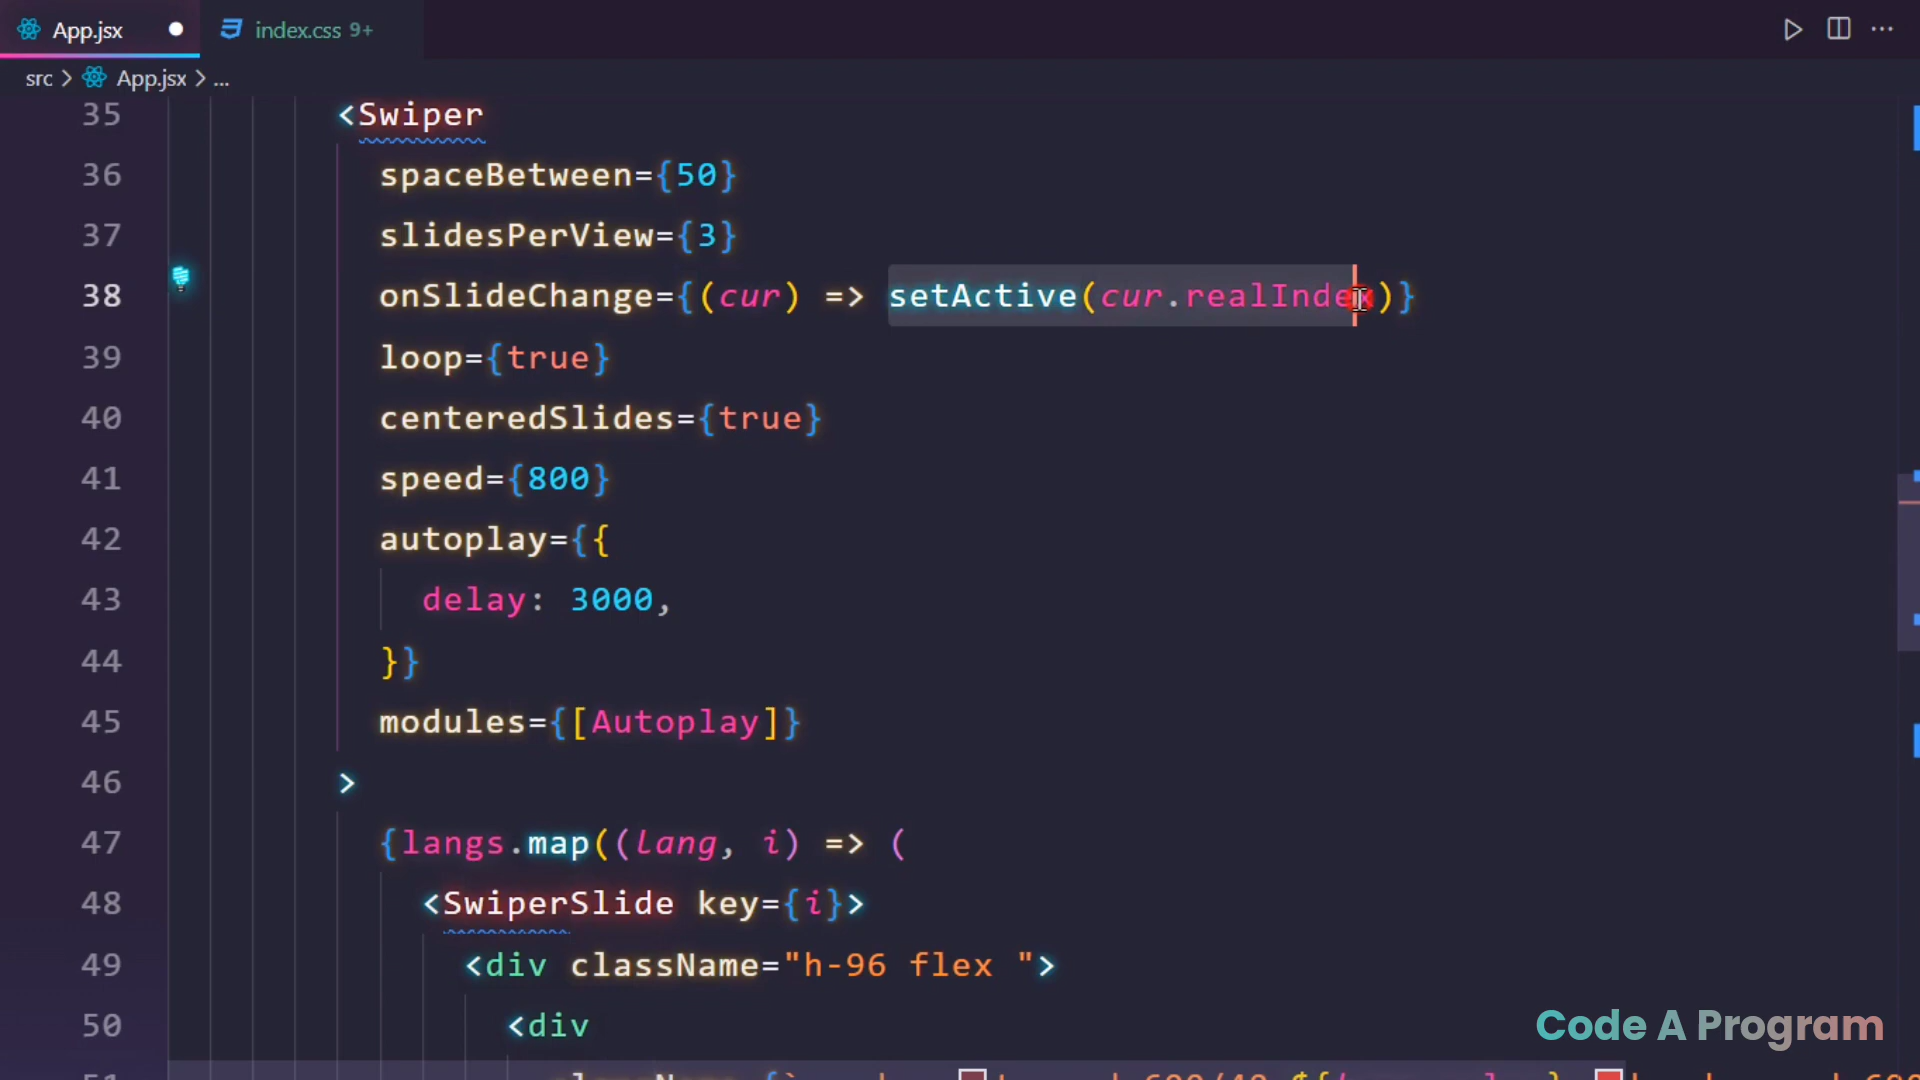 App.jsx
index.css 9+
src > App.jsx > ...
35 <Swiper
36 spaceBetween={50}
37 slidesPerView={3}
38 onSlideChange={(cur) => setActive(cur.realIndex)}
39 loop={true}
40 centeredSlides={true}
41 speed={800}
42 autoplay={{
43 delay: 3000,
44 }}
45 modules={[Autoplay]}
46 >
47 {langs.map((lang, i) => (
48 <SwiperSlide key={i}>
49 <div className="h-96 flex ">
50 <div
Code A Program